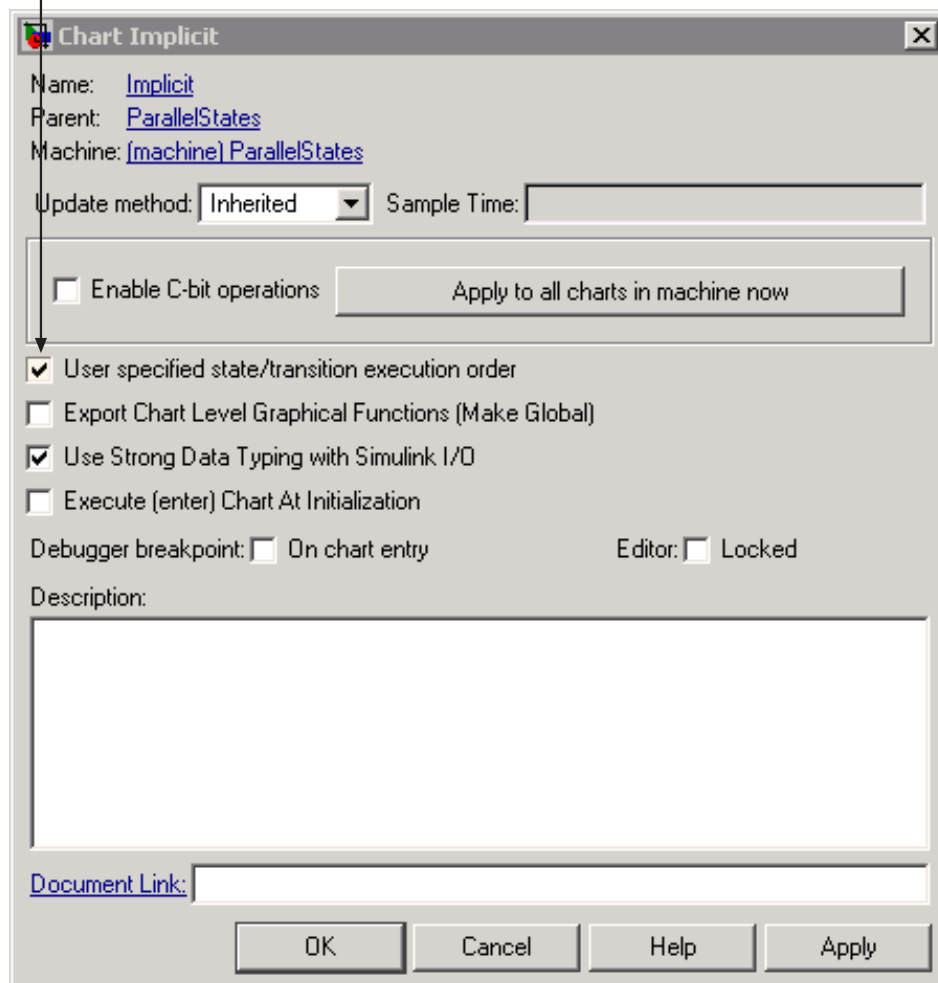 Chart Implicit
Name: Implicit
Parent: ParallelStates
Machine: (machine) ParallelStates
Update method: Inherited Sample Time:
Enable C-bit operations Apply to all charts in machine now
User specified state/transition execution order
Export Chart Level Graphical Functions (Make Global)
Use Strong Data Typing with Simulink I/O
Execute (enter) Chart At Initialization
Debugger breakpoint: On chart entry Editor: Locked
Description:
Document Link:
OK Cancel Help Apply